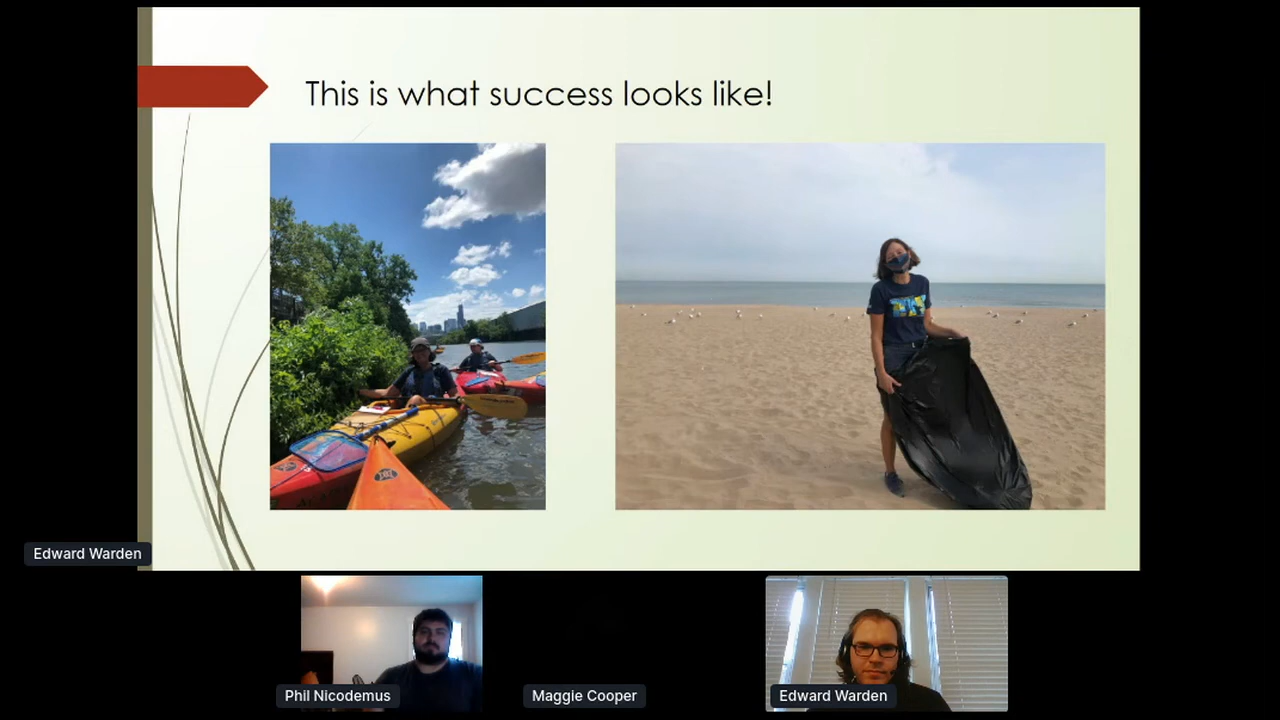 This is what success looks like!
Edward Warden
Phil Nicodemus
Maggie Cooper
Edward Warden